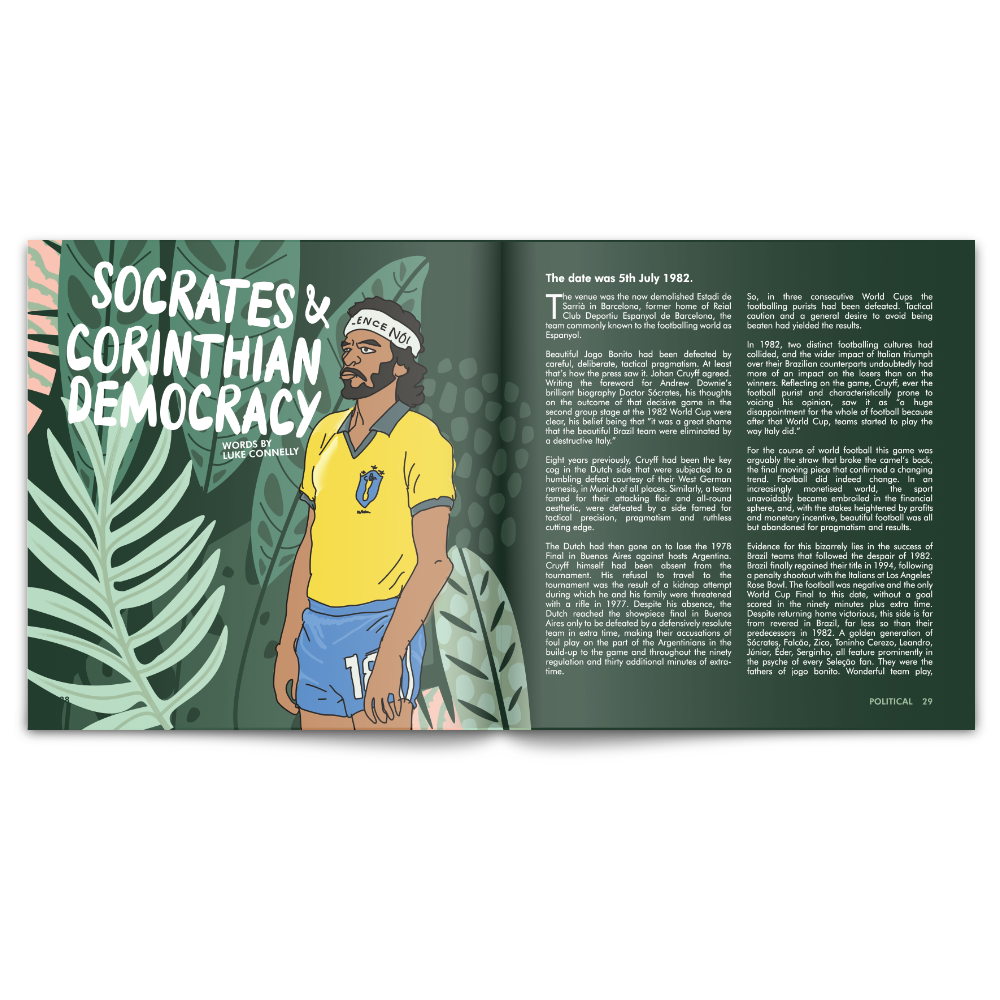 SOCRATES &
CORINTHIAN
DEMOCRACY
WORDS BY
LUKE CONNELLY
ENCE NO!
18
28
The date was 5th July 1982.
The venue was the now demolished Estadi de
Sarrià in Barcelona, former home of Reial
Club Deportiu Espanyol de Barcelona, the
team commonly known to the footballing world as
Espanyol.
Beautiful Jogo Bonito had been defeated by
careful, deliberate, tactical pragmatism. At least
that's how the press saw it. Johan Cruyff agreed.
Writing the foreword for Andrew Downie's
brilliant biography Doctor Sócrates, his thoughts
on the outcome of that decisive game in the
second group stage at the 1982 World Cup were
clear, his belief being that “it was a great shame
that the beautiful Brazil team were eliminated by
a destructive Italy.”
Eight years previously, Cruyff had been the key
cog in the Dutch side that were subjected to a
humbling defeat courtesy of their West German
nemesis, in Munich of all places. Similarly, a team
famed for their attacking flair and all-round
aesthetic, were defeated by a side famed for
tactical precision, pragmatism and ruthless
cutting edge.
The Dutch had then gone on to lose the 1978
Final in Buenos Aires against hosts Argentina.
Cruyff himself had been absent from the
tournament. His refusal to travel to the
tournament was the result of a kidnap attempt
during which he and his family were threatened
with a rifle in 1977. Despite his absence, the
Dutch reached the showpiece final in Buenos
Aires only to be defeated by a defensively resolute
team in extra time, making their accusations of
foul play on the part of the Argentinians in the
build-up to the game and throughout the ninety
regulation and thirty additional minutes of extra-
time.
So, in three consecutive World Cups the
footballing purists had been defeated. Tactical
caution and a general desire to avoid being
beaten had yielded the results.
In 1982, two distinct footballing cultures had
collided, and the wider impact of Italian triumph
over their Brazilian counterparts undoubtedly had
more of an impact on the losers than on the
winners. Reflecting on the game, Cruyff, ever the
football purist and characteristically prone to
voicing his opinion, saw it as “a huge
disappointment for the whole of football because
after that World Cup, teams started to play the
way Italy did.”
For the course of world football this game was
arguably the straw that broke the camel's back,
the final moving piece that confirmed a changing
trend. Football did indeed change. In an
increasingly monetised world, the sport
unavoidably became embroiled in the financial
sphere, and, with the stakes heightened by profits
and monetary incentive, beautiful football was all
but abandoned for pragmatism and results.
Evidence for this bizarrely lies in the success of
Brazil teams that followed the despair of 1982.
Brazil finally regained their title in 1994, following
a penalty shootout with the Italians at Los Angeles'
Rose Bowl. The football was negative and the only
World Cup Final to this date, without a goal
scored in the ninety minutes plus extra time.
Despite returning home victorious, this side is far
from revered in Brazil, far less so than their
predecessors in 1982. A golden generation of
Sócrates, Falcão, Zico, Toninho Cerezo, Leandro,
Júnior, Éder, Serginho, all feature prominently in
the psyche of every Seleção fan. They were the
fathers of jogo bonito. Wonderful team play,
POLITICAL 29